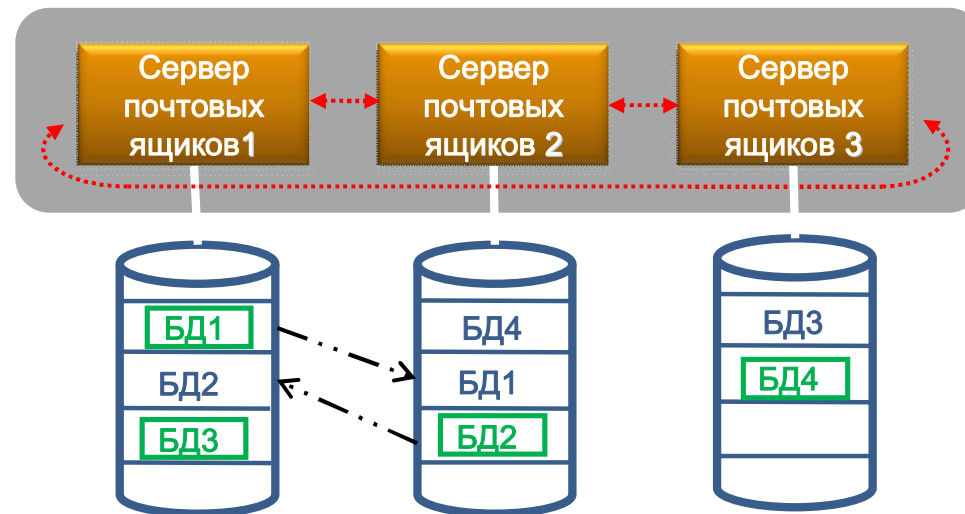 Сервер
почтовых
ящиков1
Сервер
почтовых
ящиков 2
Сервер
почтовых
ящиков 3
БД1
БД2
БД3
БД4
БД1
БД2
БД3
БД4